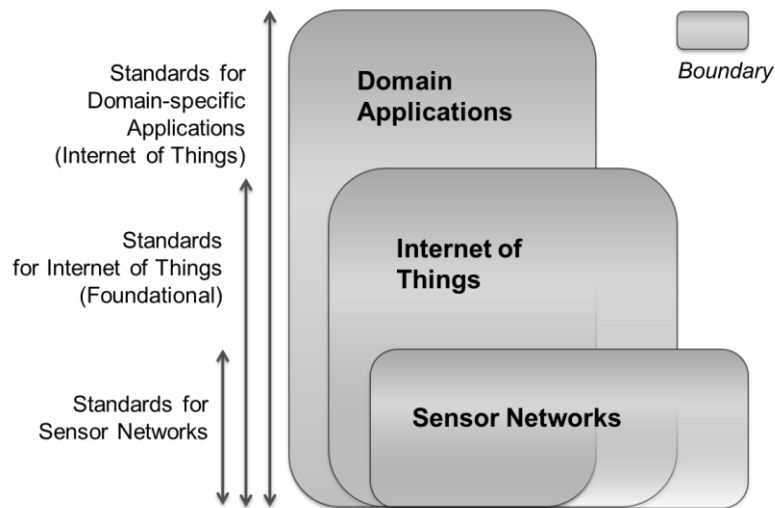 Standards for
Domain-specific
Applications
(Internet of Things)
Standards
for Internet of Things
(Foundational)
Standards for
Sensor Networks
Domain
Applications
Internet of
Things
Sensor Networks
Boundary